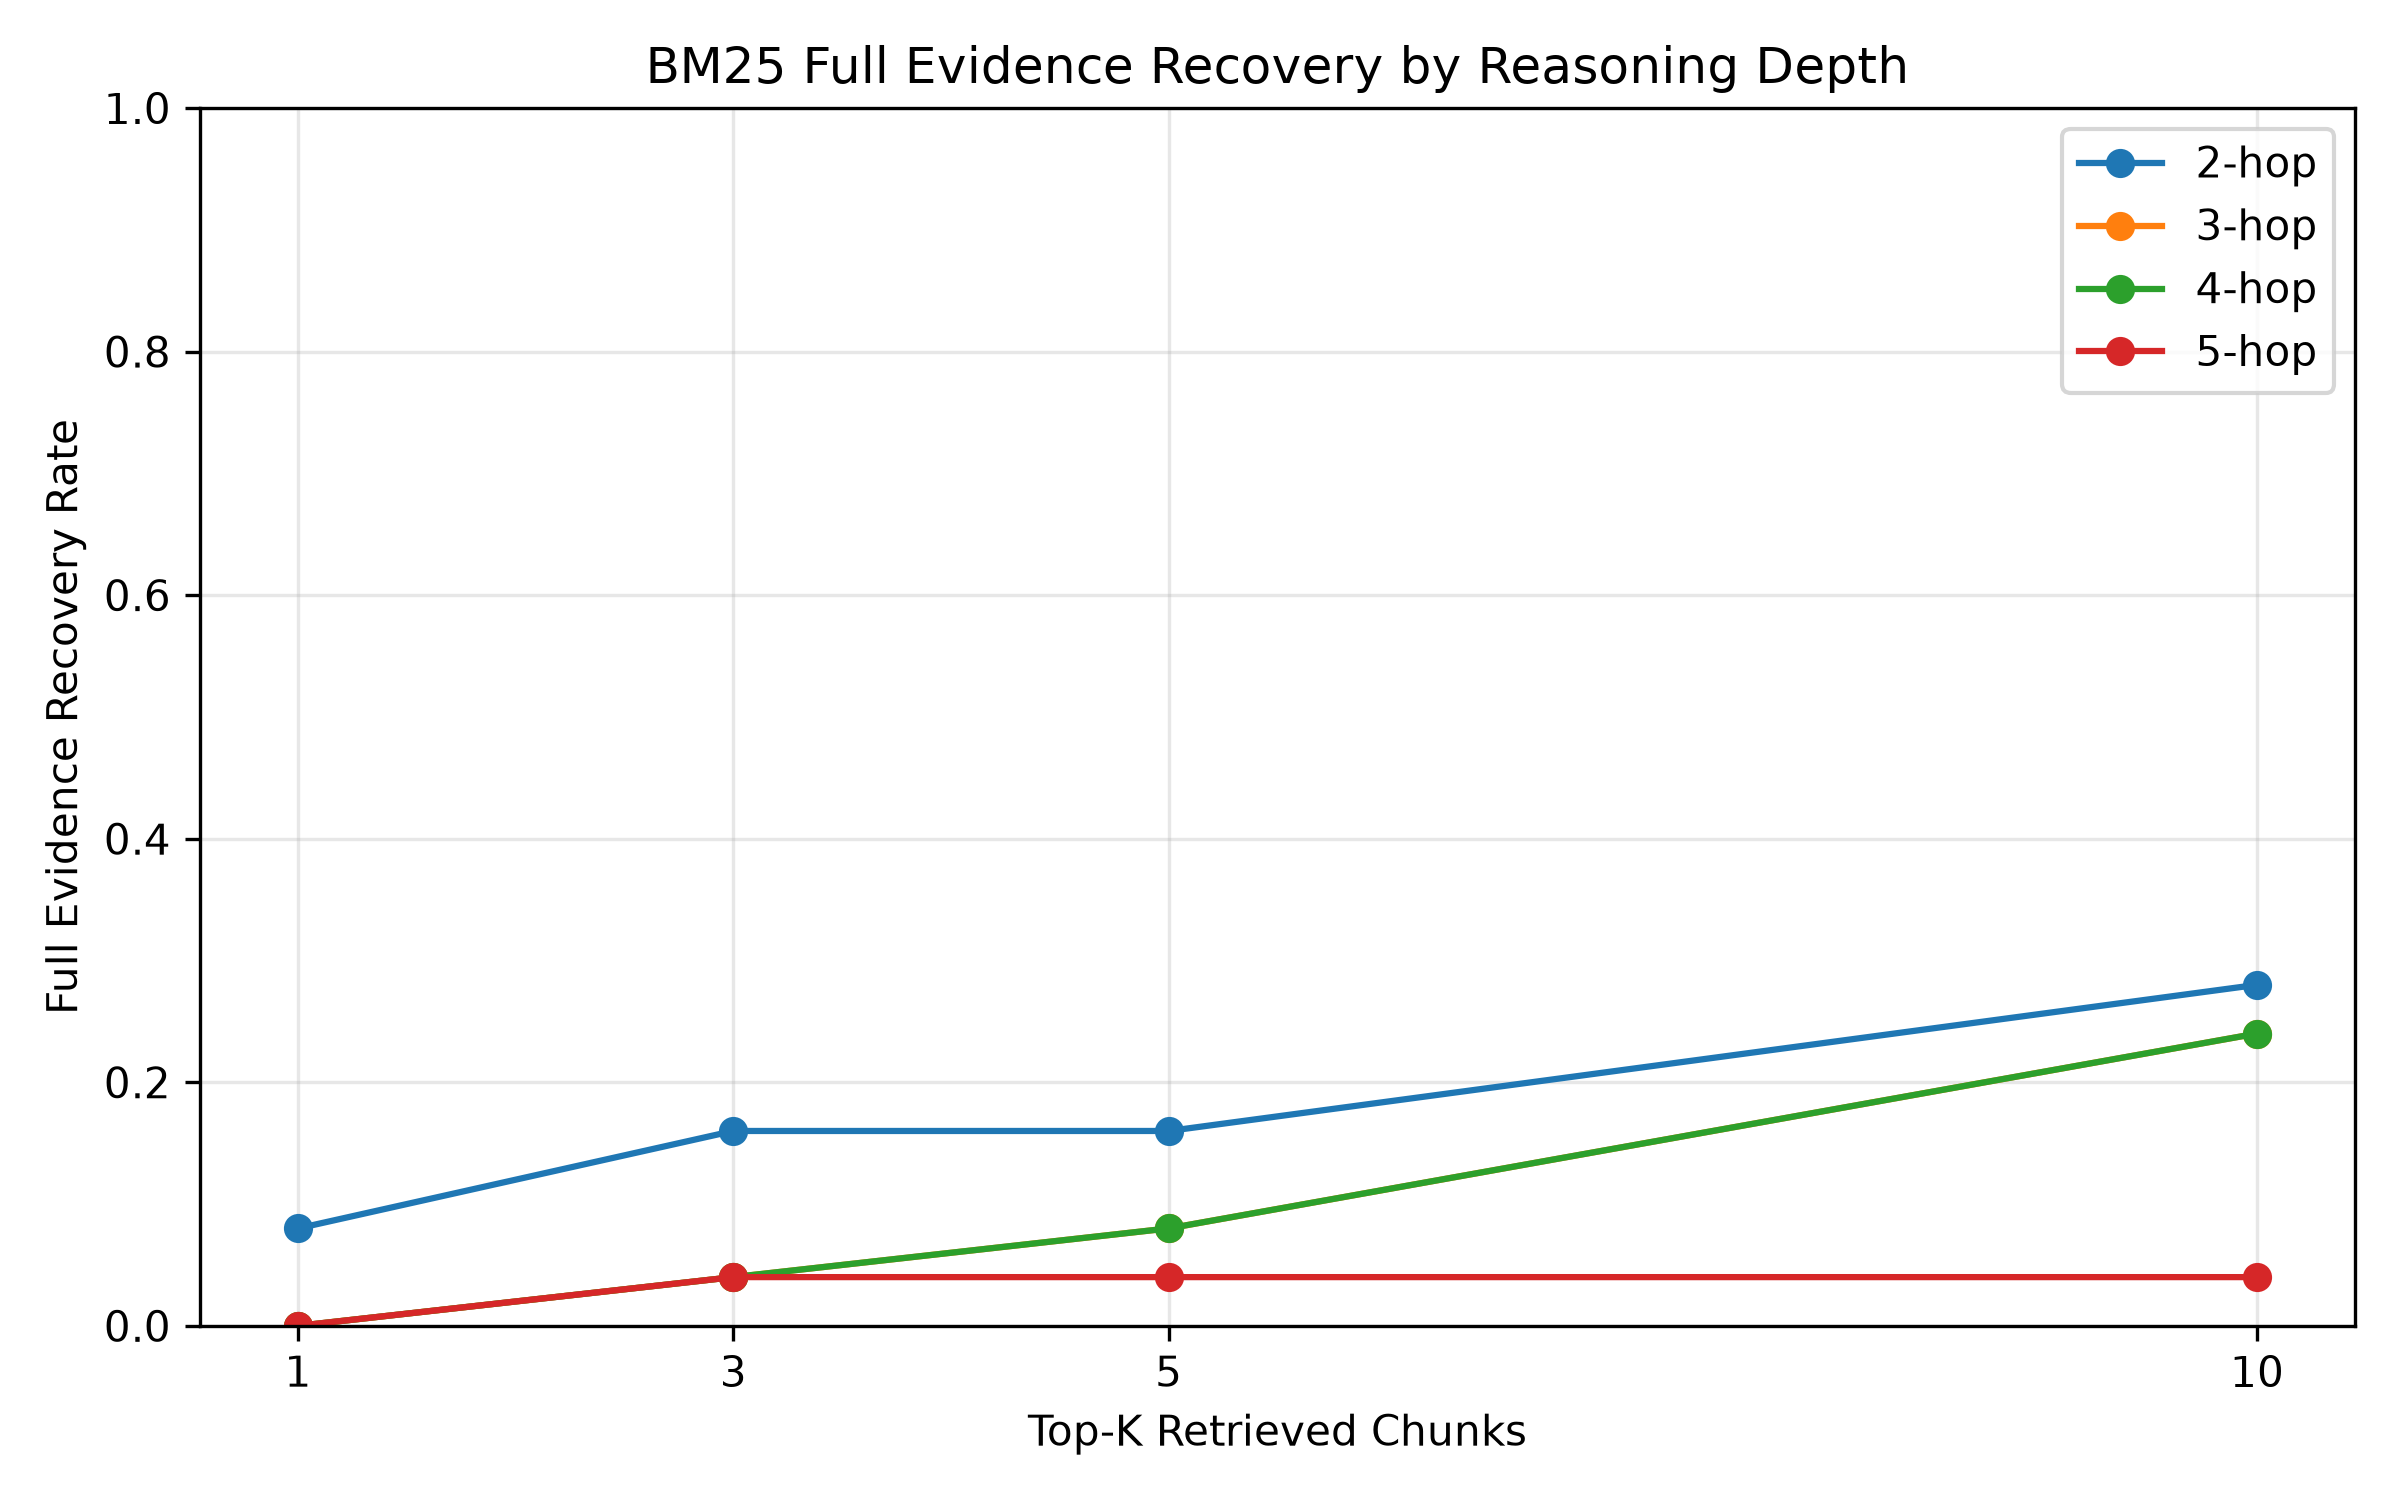 BM25 Full Evidence Recovery by Reasoning Depth
1.0
0.8
0.6
0.4
0.2
0.0
Full Evidence Recovery Rate
2-hop
3-hop
4-hop
5-hop
1 3 5 10
Top-K Retrieved Chunks